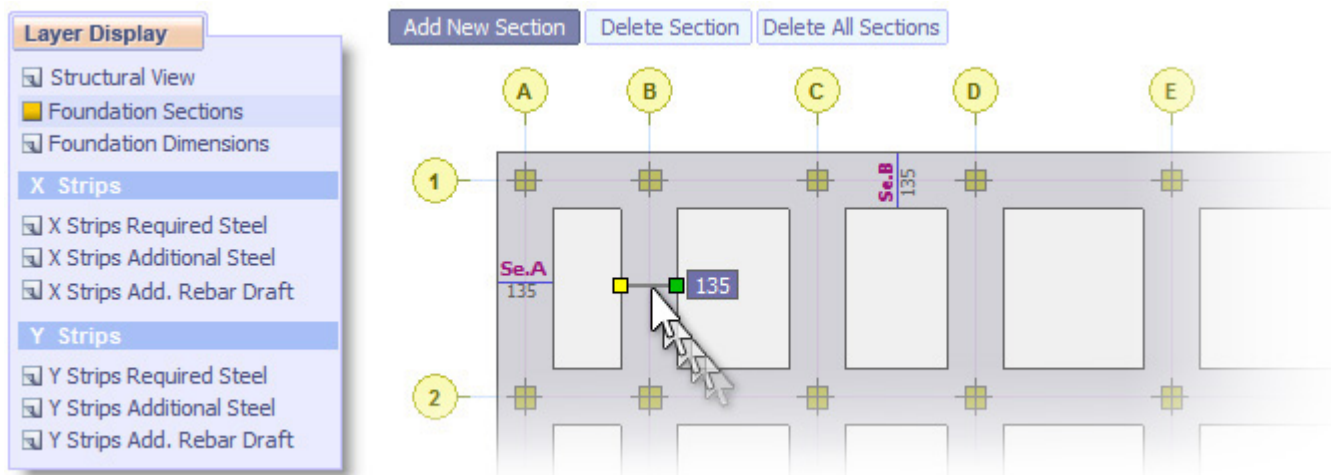 Layer Display
Structural View
Foundation Sections
Foundation Dimensions
X Strips
X Strips Required Steel
X Strips Additional Steel
X Strips Add. Rebar Draft
Y Strips
Y Strips Required Steel
Y Strips Additional Steel
Y Strips Add. Rebar Draft
Add New Section Delete Section Delete All Sections
A B C D E
1
Se.B
135
Se.A
135
135
2